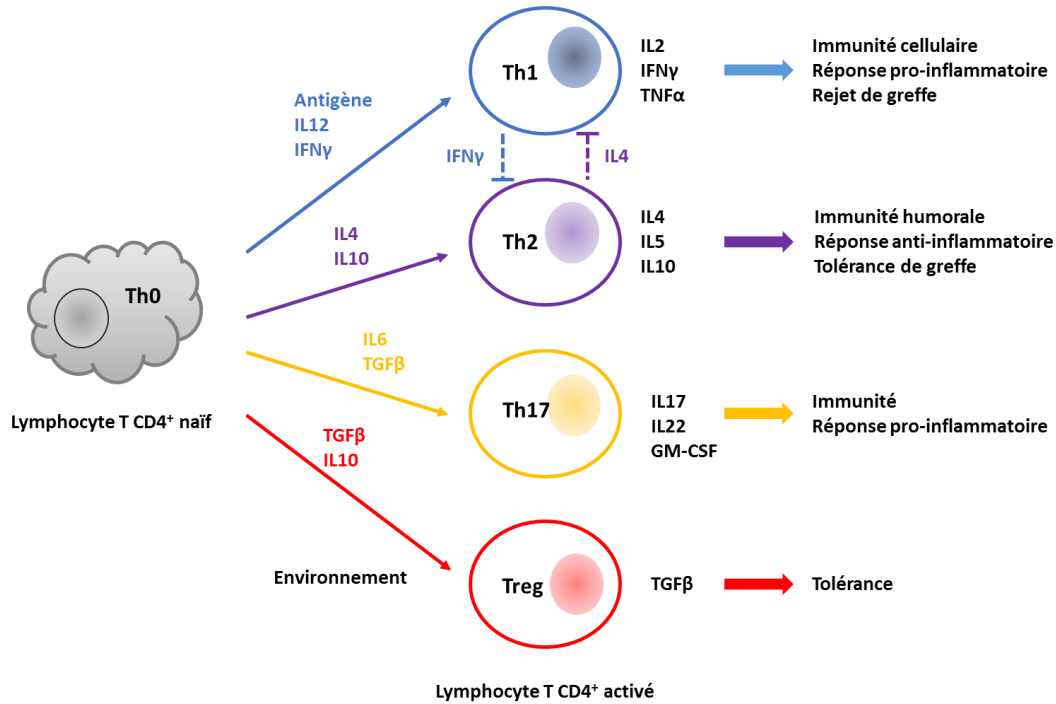 Th1
IL2
IFNγ
TNFα
Immunité cellulaire
Réponse pro-inflammatoire
Rejet de greffe
Antigène
IL12
IFNγ
IFNγ
IL4
IL4
IL10
Th2
IL4
IL5
IL10
Immunité humorale
Réponse anti-inflammatoire
Tolérance de greffe
Th0
Lymphocyte T CD4⁺ naïf
IL6
TGFβ
Th17
IL17
IL22
GM-CSF
Immunité
Réponse pro-inflammatoire
TGFβ
IL10
Environnement
Treg
TGFβ
Tolérance
Lymphocyte T CD4⁺ activé